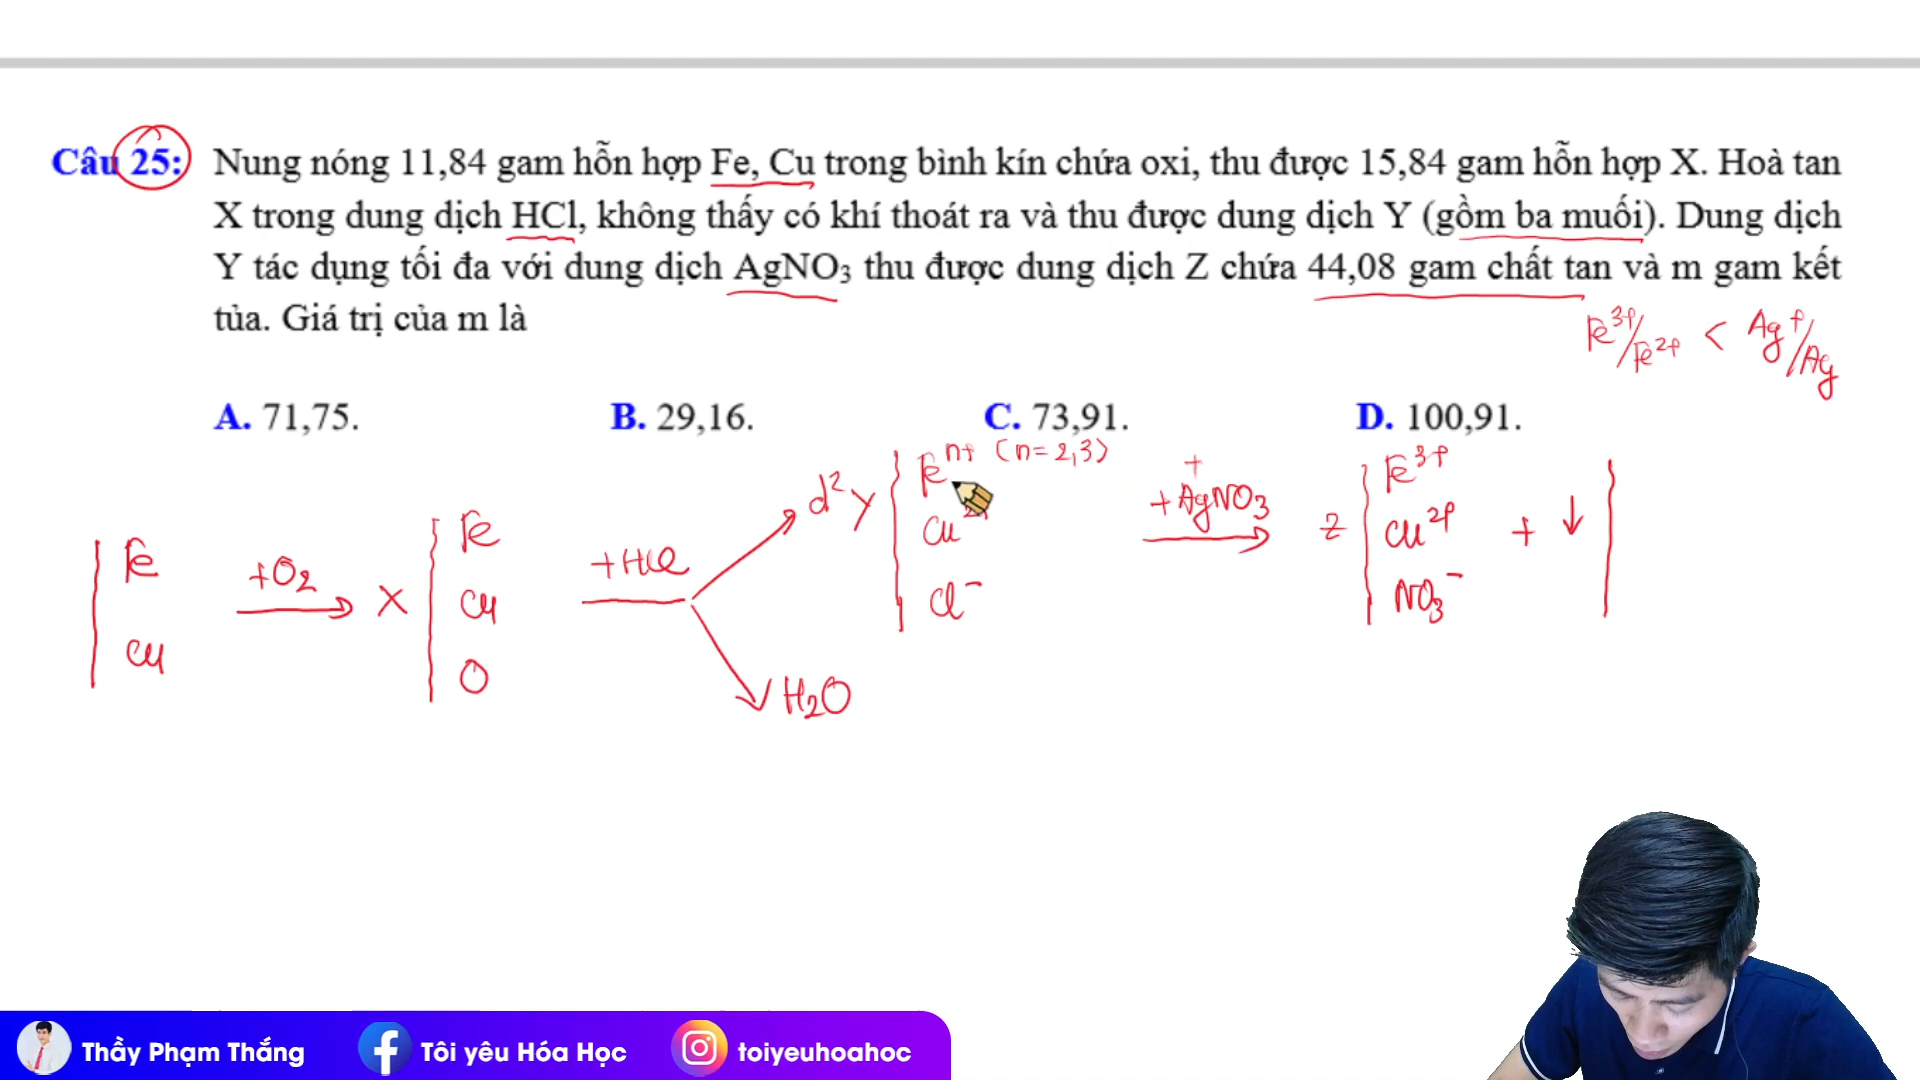 Câu 25: Nung nóng 11,84 gam hỗn hợp Fe, Cu trong bình kín chứa oxi, thu được 15,84 gam hỗn hợp X. Hoà tan
X trong dung dịch HCl, không thấy có khí thoát ra và thu được dung dịch Y (gồm ba muối). Dung dịch
Y tác dụng tối đa với dung dịch AgNO₃ thu được dung dịch Z chứa 44,08 gam chất tan và m gam kết
tủa. Giá trị của m là
Fe³⁺/Fe²⁺ < Ag⁺/Ag
A. 71,75. B. 29,16. C. 73,91. D. 100,91.
Fe Cu
+O₂
X Fe Cu O
+HCl
d² Y Feⁿ⁺ (n=2,3) Cu²⁺ Cl⁻
H₂O
+AgNO₃
+
Z Fe³⁺ Cu²⁺ NO₃⁻ + ↓
Thầy Phạm Thắng Tôi yêu Hóa Học toiyeuhoahoc